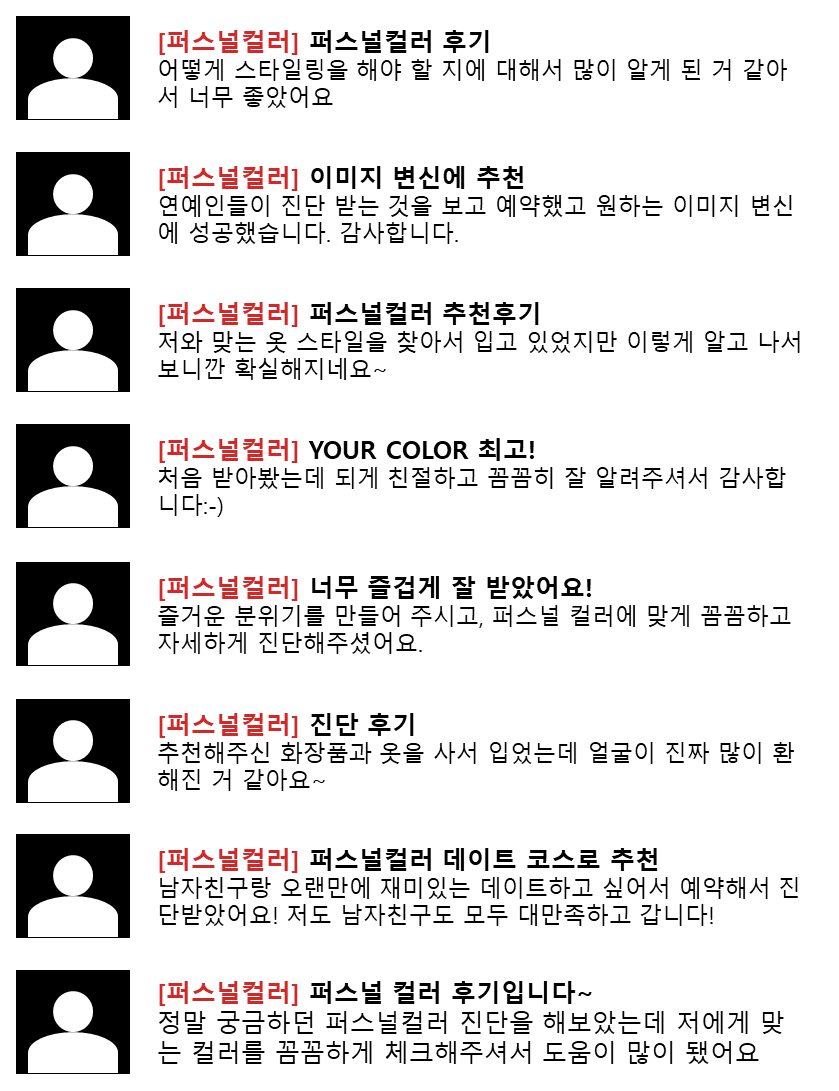 [퍼스널컬러] 퍼스널컬러 후기
어떻게 스타일링을 해야 할 지에 대해서 많이 알게 된 거 같아
서 너무 좋았어요
[퍼스널컬러] 이미지 변신에 추천
연예인들이 진단 받는 것을 보고 예약했고 원하는 이미지 변신
에 성공했습니다. 감사합니다.
[퍼스널컬러] 퍼스널컬러 추천후기
저와 맞는 옷 스타일을 찾아서 입고 있었지만 이렇게 알고 나서
보니깐 확실해지네요~
[퍼스널컬러] YOUR COLOR 최고!
처음 받아봤는데 되게 친절하고 꼼꼼히 잘 알려주셔서 감사합
니다:-)
[퍼스널컬러] 너무 즐겁게 잘 받았어요!
즐거운 분위기를 만들어 주시고, 퍼스널 컬러에 맞게 꼼꼼하고
자세하게 진단해주셨어요.
[퍼스널컬러] 진단 후기
추천해주신 화장품과 옷을 사서 입었는데 얼굴이 진짜 많이 환
해진 거 같아요~
[퍼스널컬러] 퍼스널컬러 데이트 코스로 추천
남자친구랑 오랜만에 재미있는 데이트하고 싶어서 예약해서 진
단받았어요! 저도 남자친구도 모두 대만족하고 갑니다!
[퍼스널컬러] 퍼스널 컬러 후기입니다~
정말 궁금하던 퍼스널컬러 진단을 해보았는데 저에게 맞
는 컬러를 꼼꼼하게 체크해주셔서 도움이 많이 됐어요